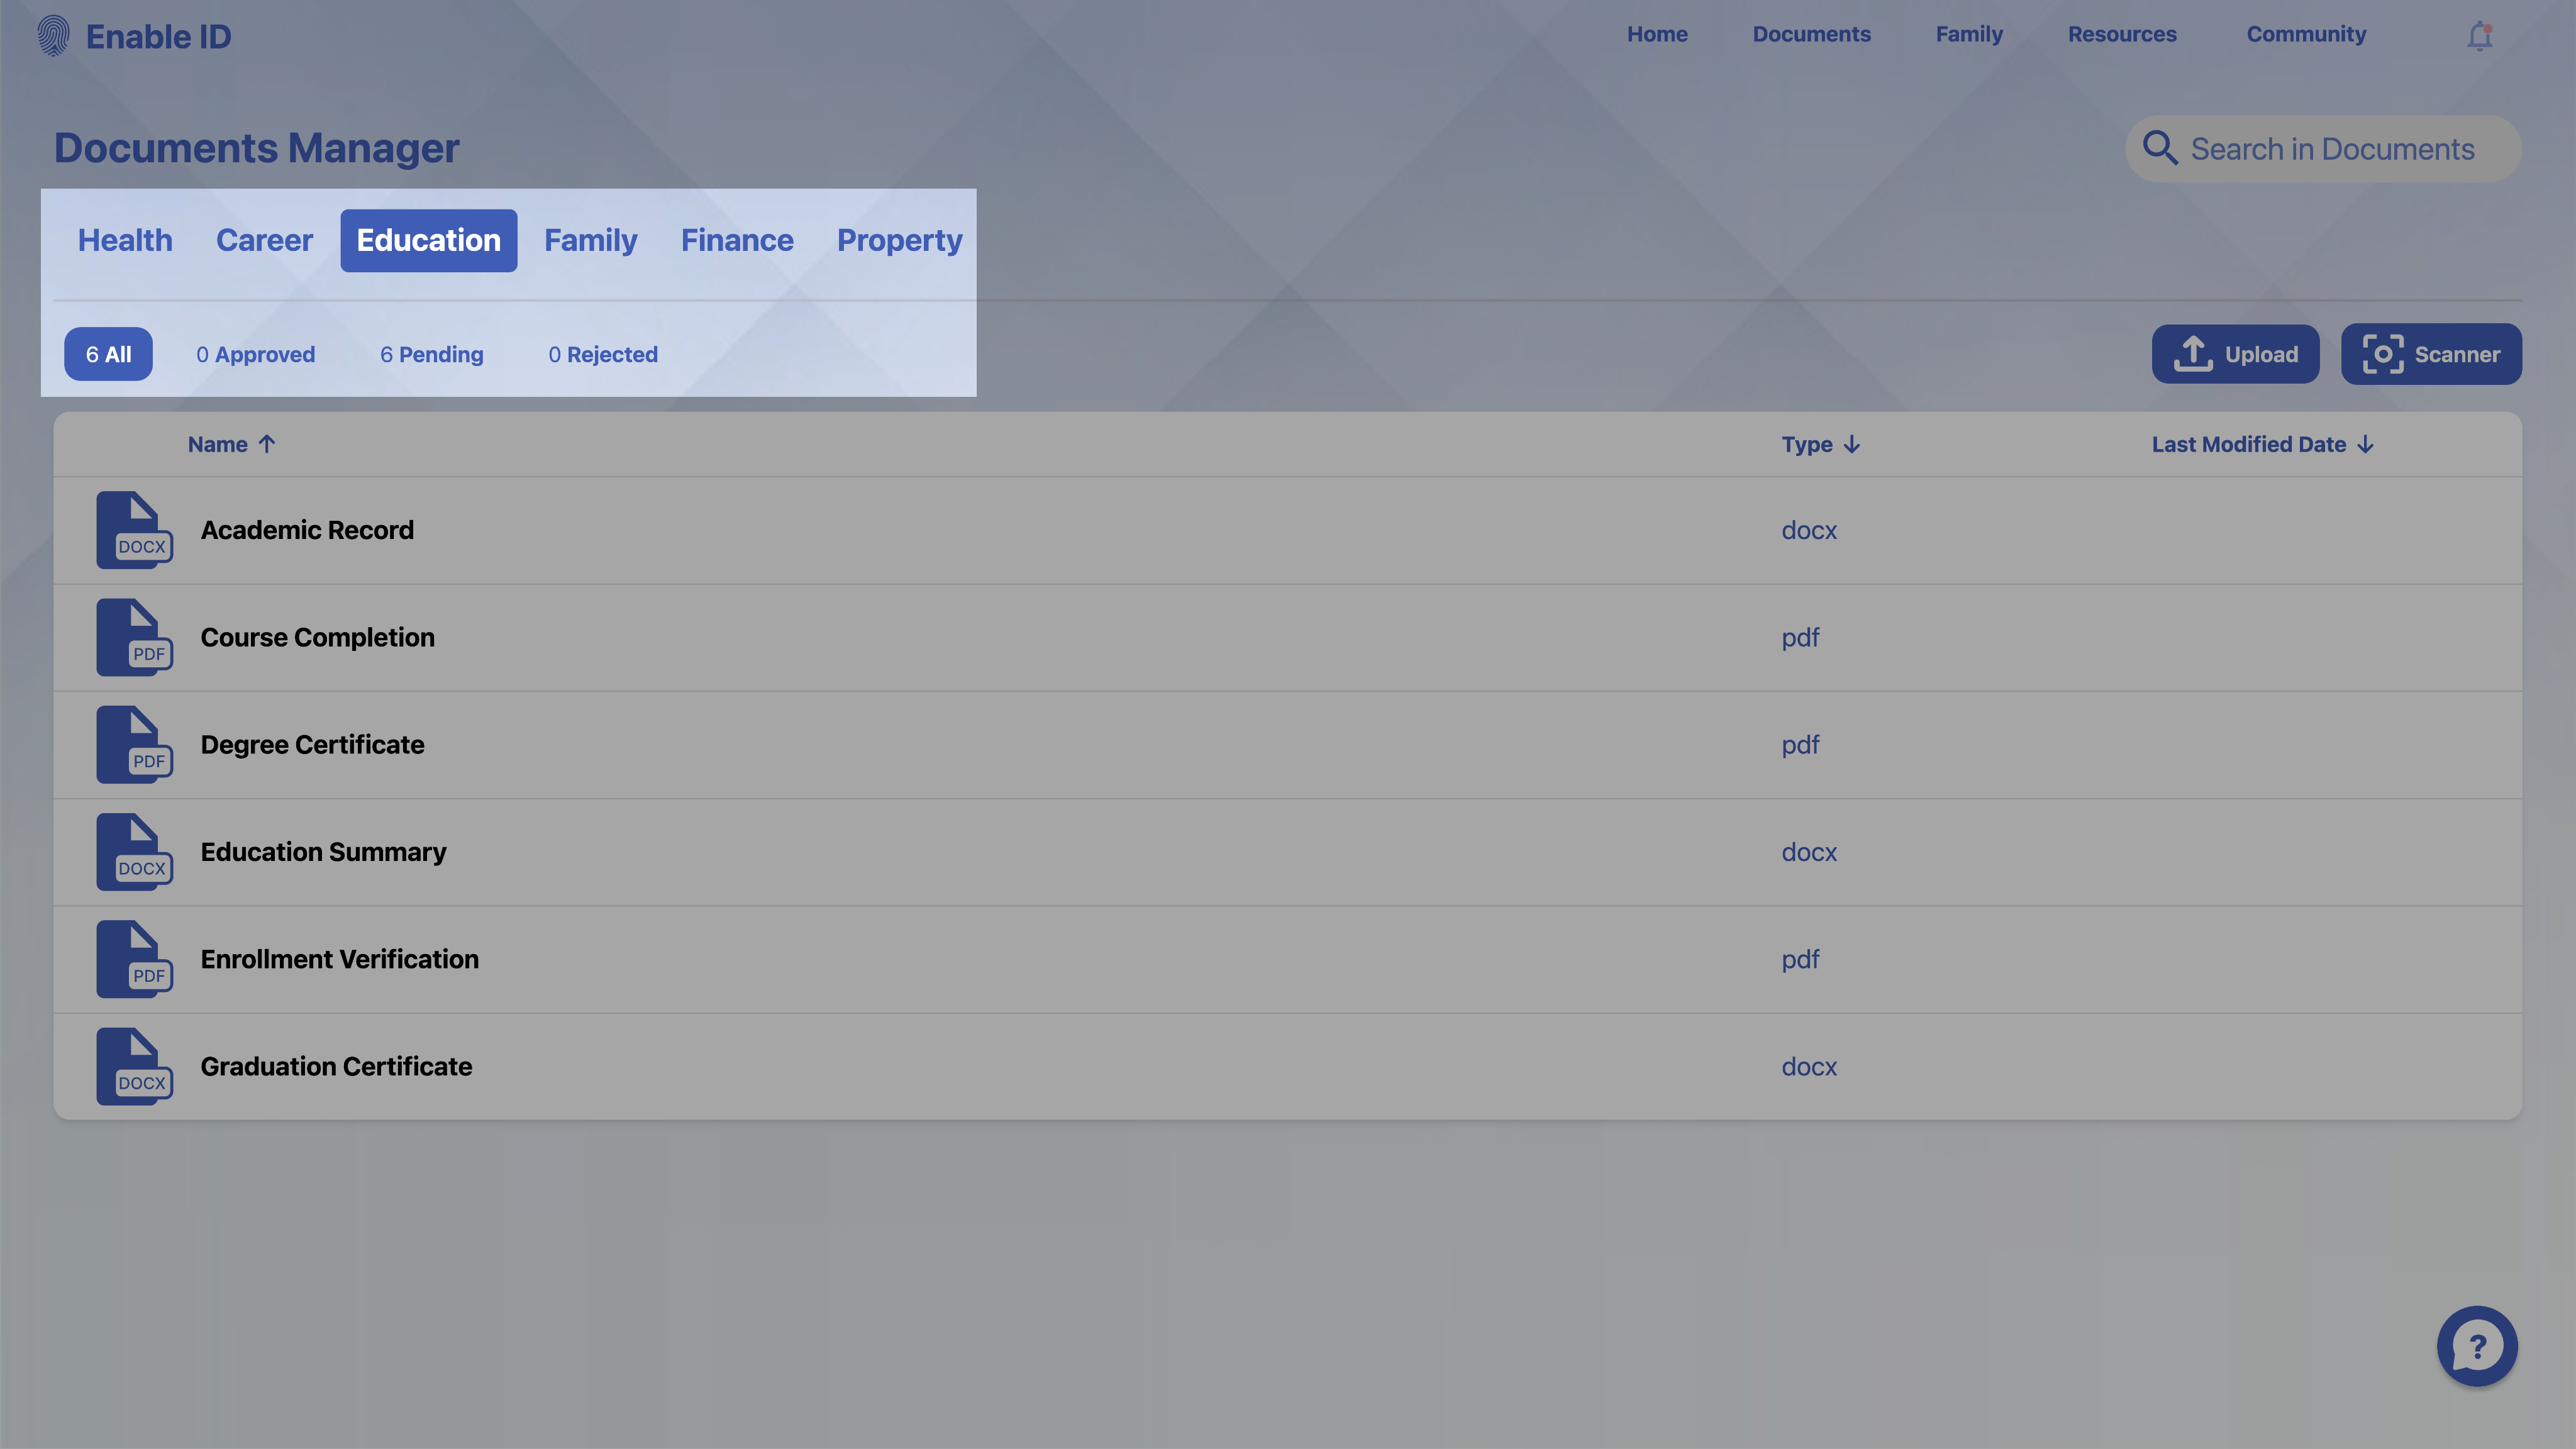 Enable ID
Home Documents Family Resources Community
Documents Manager
Search in Documents
Health Career Education Family Finance Property
6 All 0 Approved 6 Pending 0 Rejected
Upload Scanner
Name Type Last Modified Date
DOCX Academic Record docx
PDF Course Completion pdf
PDF Degree Certificate pdf
DOCX Education Summary docx
PDF Enrollment Verification pdf
DOCX Graduation Certificate docx
?